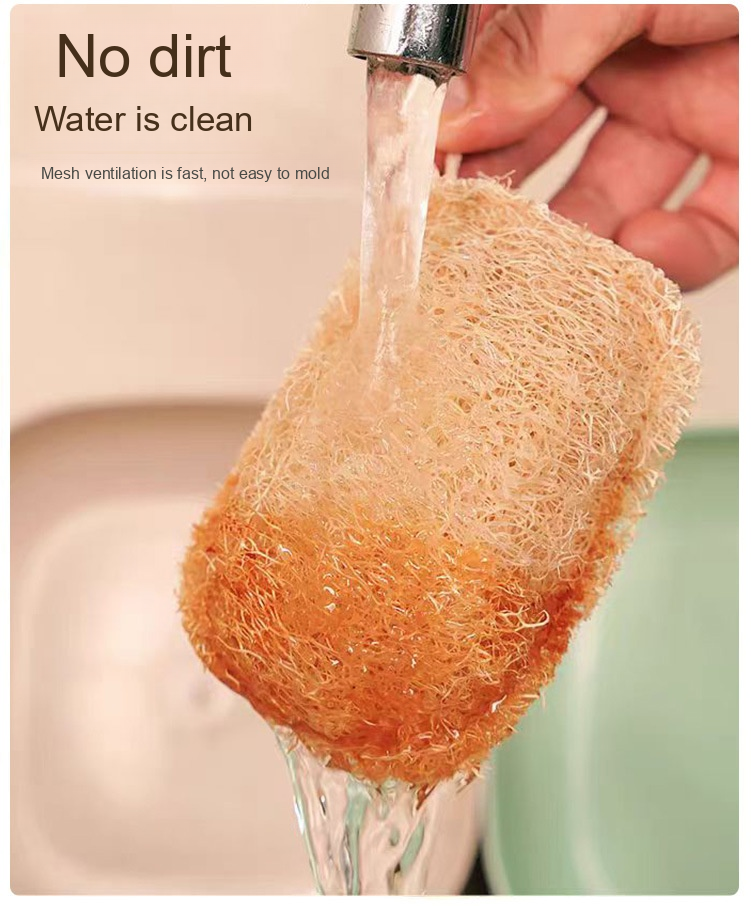 No dirt
Water is clean
Mesh ventilation is fast, not easy to mold